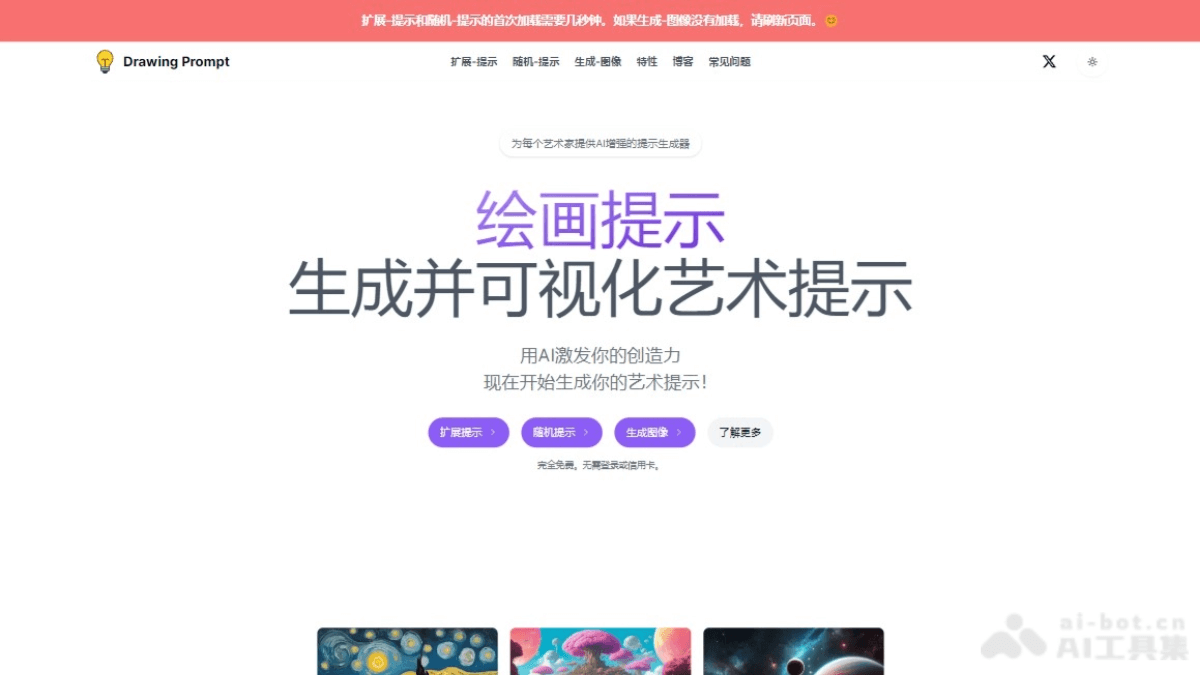 扩展-提示和随机-提示的首次加载需要几秒钟。如果生成-图像没有加载，请刷新页面。😊
Drawing Prompt
扩展-提示 随机-提示 生成-图像 特性 博客 常见问题
为每个艺术家提供AI增强的提示生成器
绘画提示
生成并可视化艺术提示
用AI激发你的创造力
现在开始生成你的艺术提示！
扩展提示 随机提示 生成图像 了解更多
完全免费。无需登录或信用卡。
ai-bot.cn
AI工具集